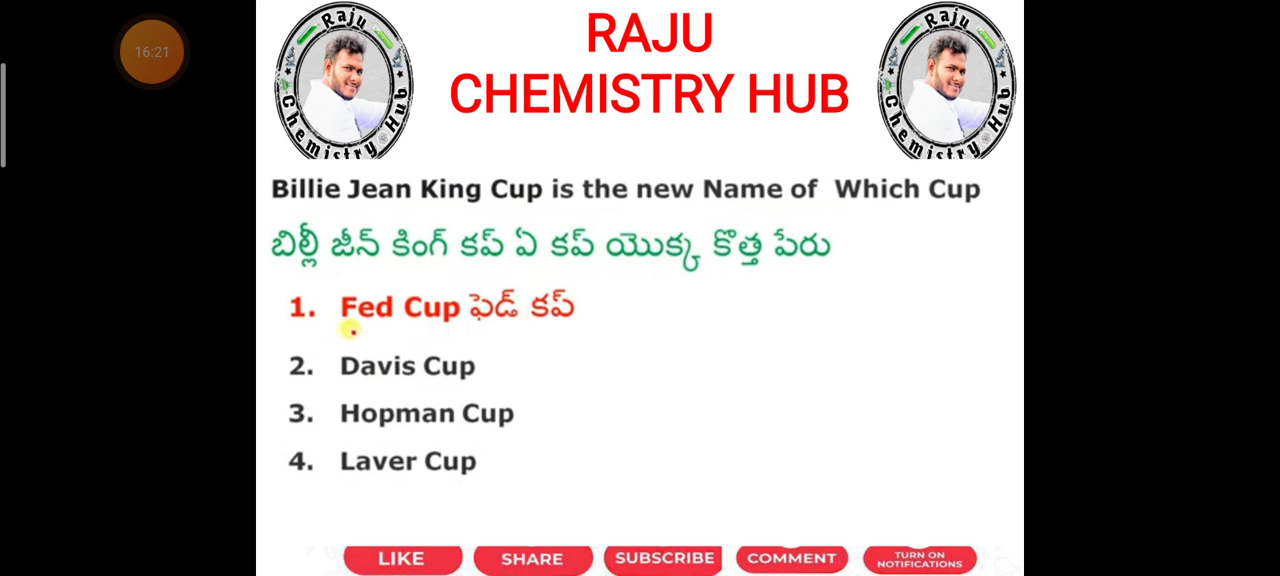 16:21
Raju
Chemistry Hub
RAJU
CHEMISTRY HUB
Raju
Chemistry Hub
Billie Jean King Cup is the new Name of Which Cup
బిల్లీ జీన్ కింగ్ కప్ ఏ కప్ యొక్క కొత్త పేరు
1. Fed Cup ఫెడ్ కప్
2. Davis Cup
3. Hopman Cup
4. Laver Cup
LIKE SHARE SUBSCRIBE COMMENT TURN ON NOTIFICATIONS